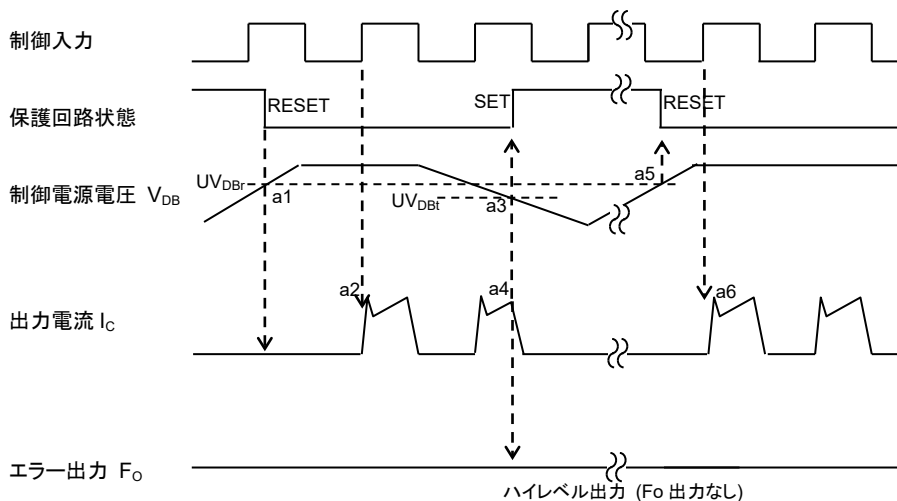 制御入力
保護回路状態
RESET
SET
RESET
制御電源電圧 V_DB
UV_DBr
a1
UV_DBt
a3
a5
出力電流 I_C
a2
a4
a6
エラー出力 F_O
ハイレベル出力 (Fo 出力なし)